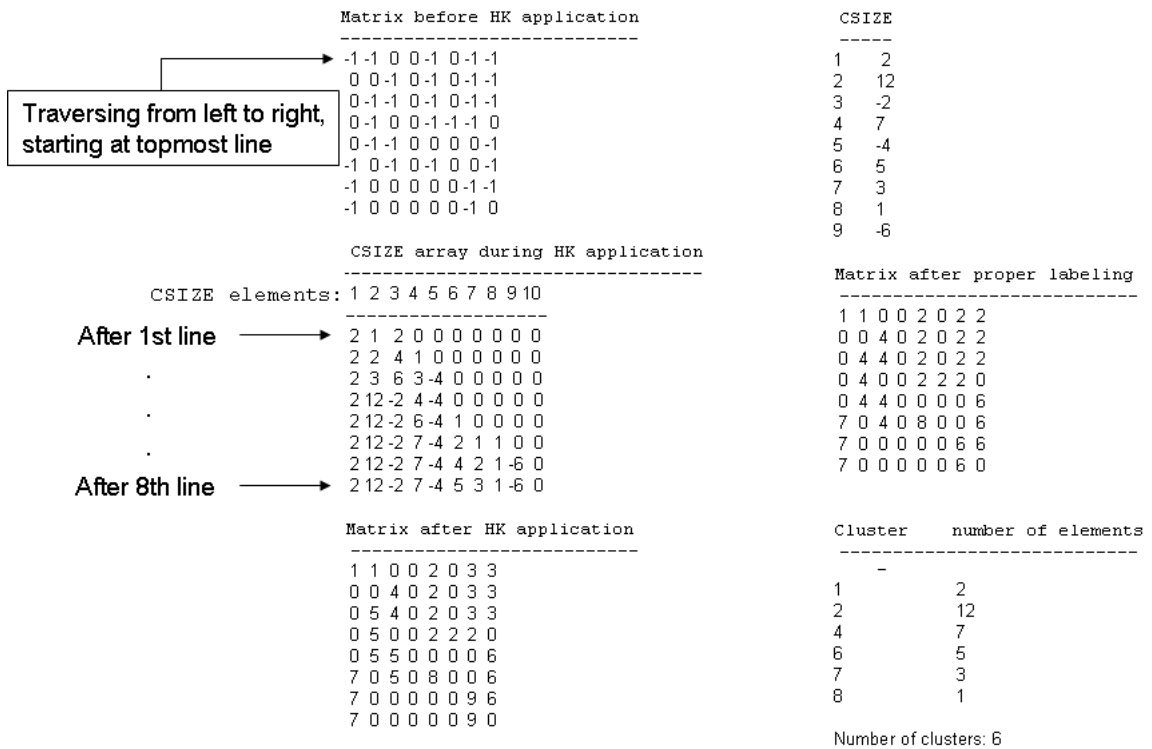 Matrix before HK application
-----------------------------
-1 -1 0 0 -1 0 -1 -1
0 0 -1 0 -1 0 -1 -1
0 -1 -1 0 -1 0 -1 -1
0 -1 0 0 -1 -1 -1 0
0 -1 -1 0 0 0 0 -1
-1 0 -1 0 -1 0 0 -1
-1 0 0 0 0 0 -1 -1
-1 0 0 0 0 0 -1 0
Traversing from left to right,
starting at topmost line
CSIZE array during HK application
-----------------------------------
CSIZE elements: 1 2 3 4 5 6 7 8 9 10
--------------------
After 1st line
2 1 2 0 0 0 0 0 0 0
2 2 4 1 0 0 0 0 0 0
. 2 3 6 3 -4 0 0 0 0 0
2 12 -2 4 -4 0 0 0 0 0
. 2 12 -2 6 -4 1 0 0 0 0
2 12 -2 7 -4 2 1 1 0 0
. 2 12 -2 7 -4 4 2 1 -6 0
After 8th line
2 12 -2 7 -4 5 3 1 -6 0
Matrix after HK application
----------------------------
1 1 0 0 2 0 3 3
0 0 4 0 2 0 3 3
0 5 4 0 2 0 3 3
0 5 0 0 2 2 2 0
0 5 5 0 0 0 0 6
7 0 5 0 8 0 0 6
7 0 0 0 0 0 9 6
7 0 0 0 0 0 9 0
CSIZE
-----
1 2
2 12
3 -2
4 7
5 -4
6 5
7 3
8 1
9 -6
Matrix after proper labeling
-----------------------------
1 1 0 0 2 0 2 2
0 0 4 0 2 0 2 2
0 4 4 0 2 0 2 2
0 4 0 0 2 2 2 0
0 4 4 0 0 0 0 6
7 0 4 0 8 0 0 6
7 0 0 0 0 0 6 6
7 0 0 0 0 0 6 0
Cluster number of elements
-----------------------------
-
1 2
2 12
4 7
6 5
7 3
8 1
Number of clusters: 6